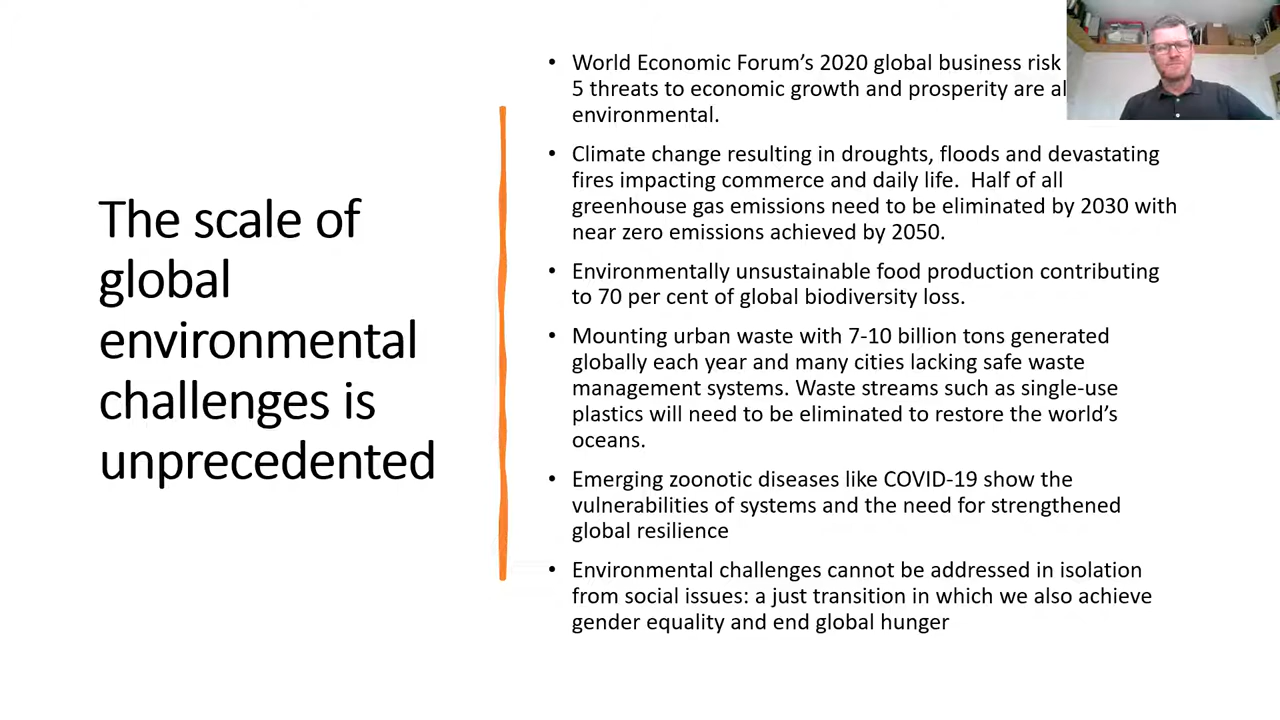 The scale of
global
environmental
challenges is
unprecedented
• World Economic Forum’s 2020 global business risk
5 threats to economic growth and prosperity are
environmental.
• Climate change resulting in droughts, floods and devastating
fires impacting commerce and daily life.  Half of all
greenhouse gas emissions need to be eliminated by 2030 with
near zero emissions achieved by 2050.
• Environmentally unsustainable food production contributing
to 70 per cent of global biodiversity loss.
• Mounting urban waste with 7-10 billion tons generated
globally each year and many cities lacking safe waste
management systems. Waste streams such as single-use
plastics will need to be eliminated to restore the world’s
oceans.
• Emerging zoonotic diseases like COVID-19 show the
vulnerabilities of systems and the need for strengthened
global resilience
• Environmental challenges cannot be addressed in isolation
from social issues: a just transition in which we also achieve
gender equality and end global hunger